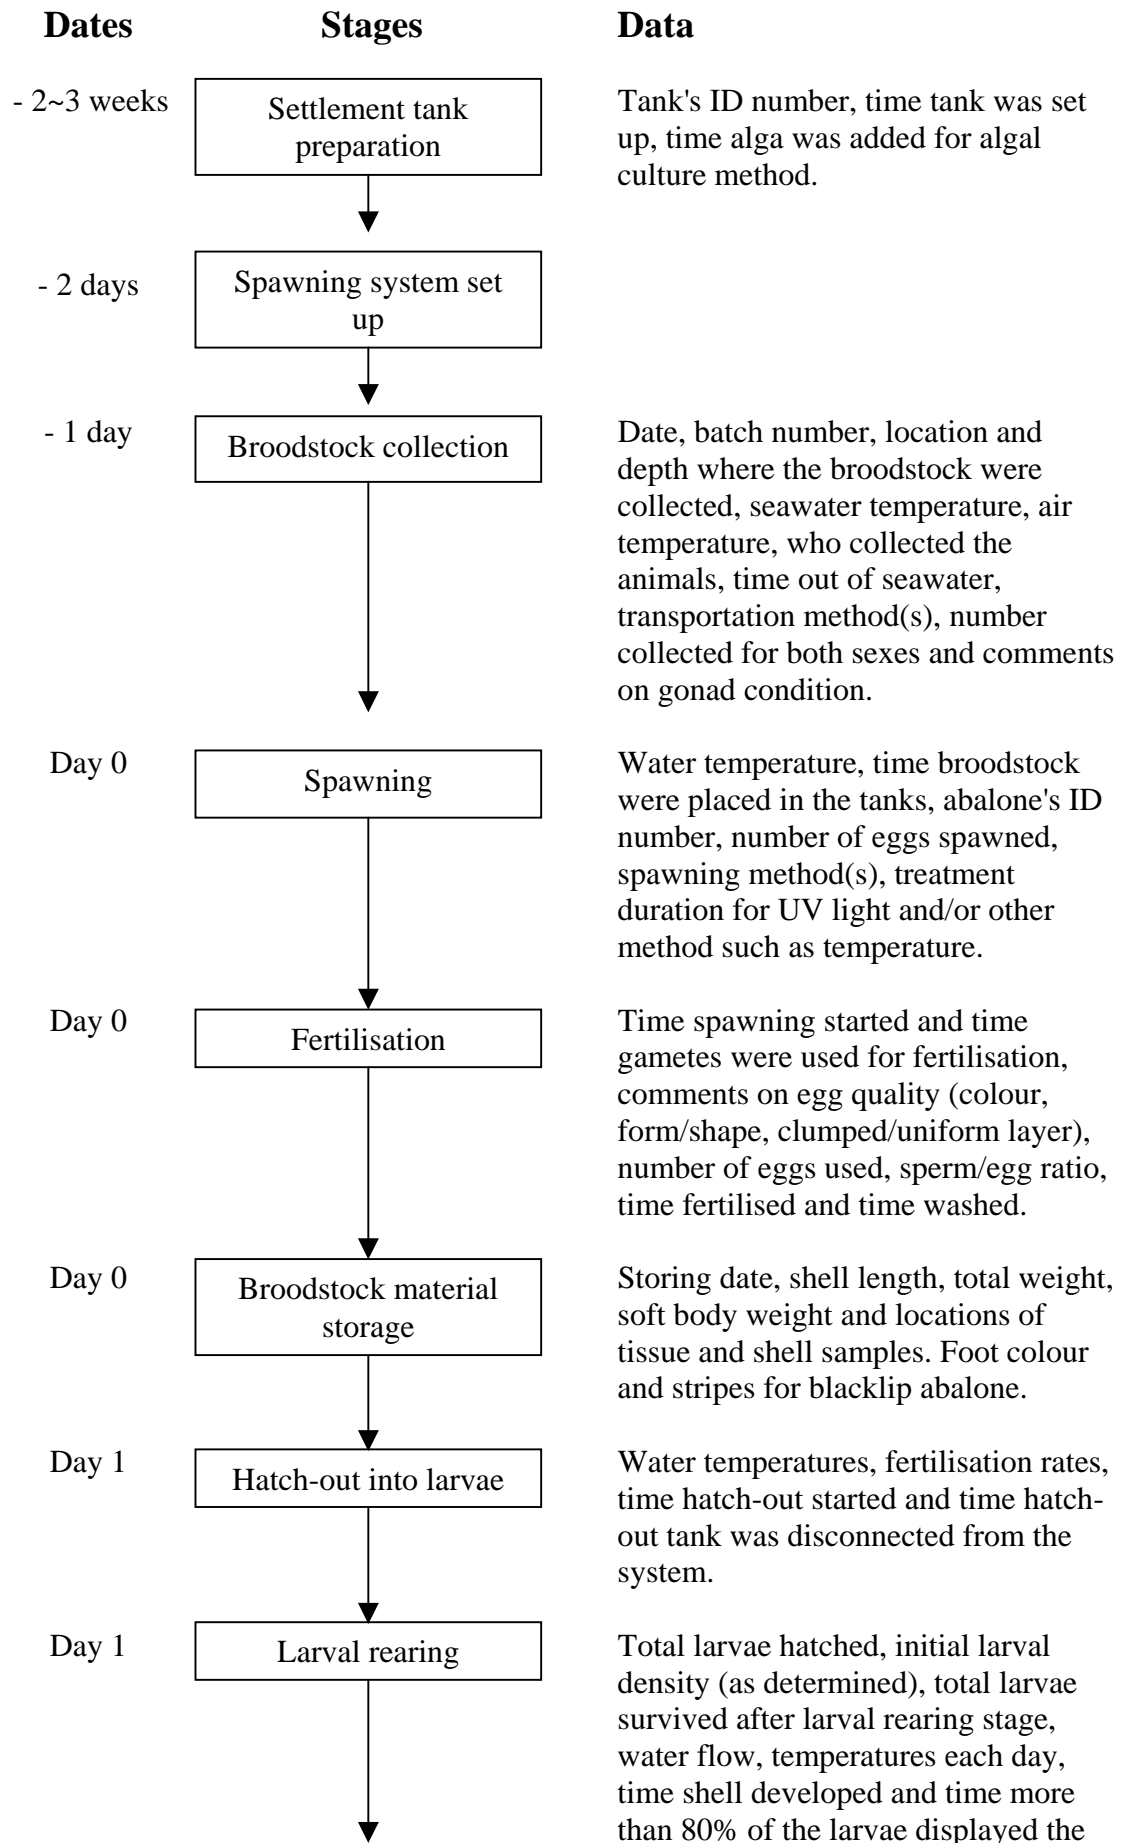 Dates Stages Data
- 2~3 weeks
Settlement tank
preparation
Tank's ID number, time tank was set
up, time alga was added for algal
culture method.
- 2 days
Spawning system set
up
- 1 day
Broodstock collection
Date, batch number, location and
depth where the broodstock were
collected, seawater temperature, air
temperature, who collected the
animals, time out of seawater,
transportation method(s), number
collected for both sexes and comments
on gonad condition.
Day 0
Spawning
Water temperature, time broodstock
were placed in the tanks, abalone's ID
number, number of eggs spawned,
spawning method(s), treatment
duration for UV light and/or other
method such as temperature.
Day 0
Fertilisation
Time spawning started and time
gametes were used for fertilisation,
comments on egg quality (colour,
form/shape, clumped/uniform layer),
number of eggs used, sperm/egg ratio,
time fertilised and time washed.
Day 0
Broodstock material
storage
Storing date, shell length, total weight,
soft body weight and locations of
tissue and shell samples. Foot colour
and stripes for blacklip abalone.
Day 1
Hatch-out into larvae
Water temperatures, fertilisation rates,
time hatch-out started and time hatch-
out tank was disconnected from the
system.
Day 1
Larval rearing
Total larvae hatched, initial larval
density (as determined), total larvae
survived after larval rearing stage,
water flow, temperatures each day,
time shell developed and time more
than 80% of the larvae displayed the